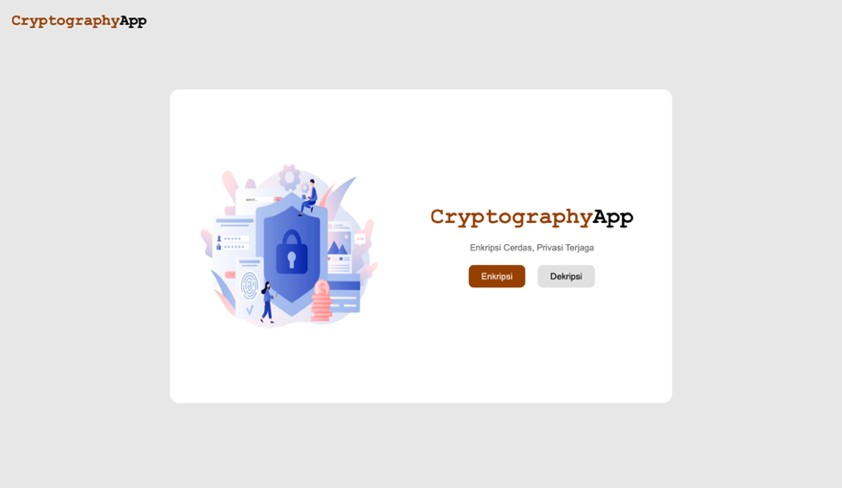 CryptographyApp
CryptographyApp
Enkripsi Cerdas, Privasi Terjaga
Enkripsi
Dekripsi